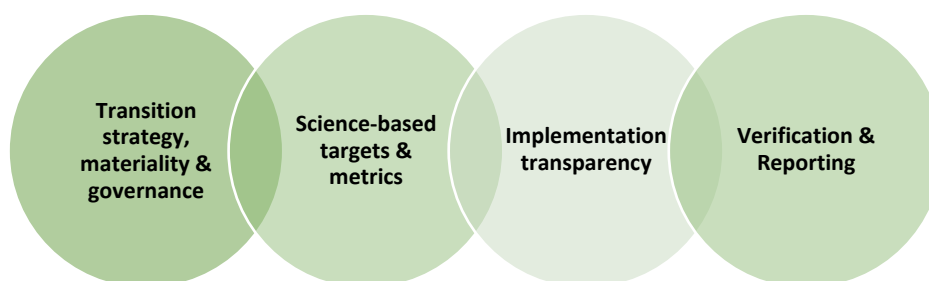 Transition
strategy,
materiality &
governance
Science-based
targets &
metrics
Implementation
transparency
Verification &
Reporting